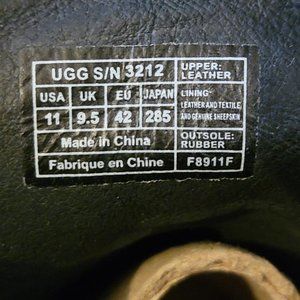 UGG S/N 3212
USA UK EU JAPAN
11 9.5 42 285
Made in China
Fabrique en Chine
UPPER:
LEATHER
LINING:
LEATHER AND TEXTILE
AND GENUINE SHEEPSKIN
OUTSOLE:
RUBBER
F8911F